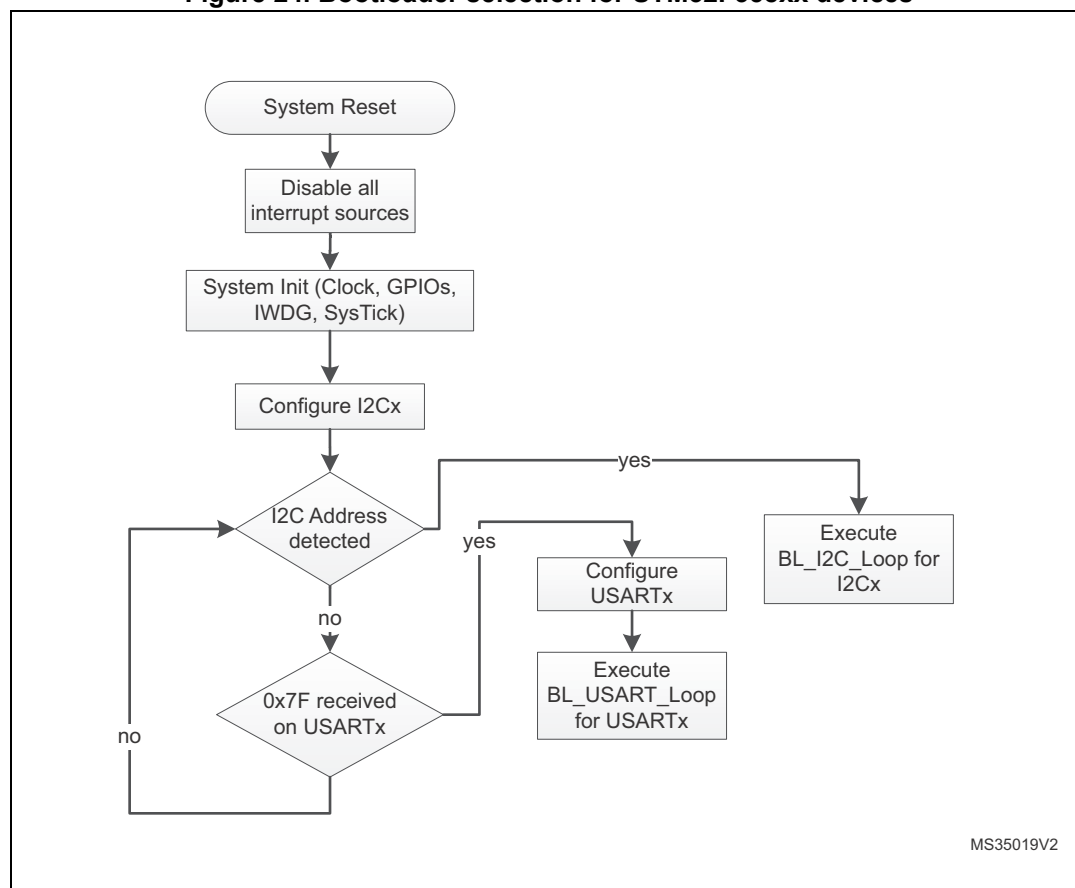 System Reset
Disable all
interrupt sources
System Init (Clock, GPIOs,
IWDG, SysTick)
Configure I2Cx
yes
I2C Address
detected
yes
Execute
BL_I2C_Loop for
I2Cx
Configure
USARTx
no
Execute
BL_USART_Loop
for USARTx
0x7F received
on USARTx
no
MS35019V2